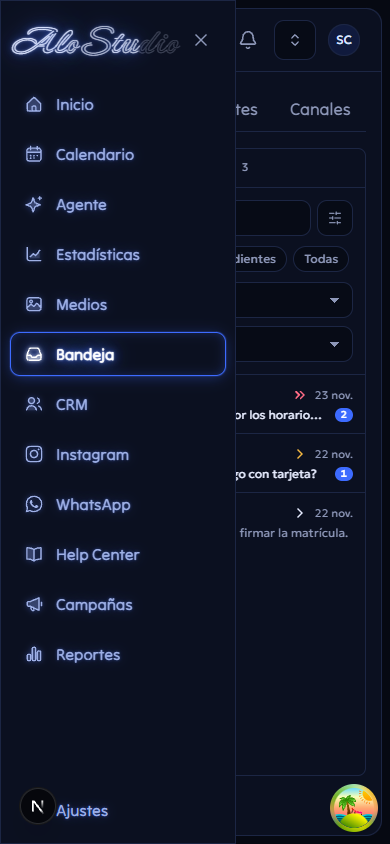 Alo Studio
SC
Inicio
tes
Canales
Calendario
3
Agente
Estadísticas
dientes
Todas
Medios
Bandeja
CRM
23 nov.
or los horario...
2
Instagram
22 nov.
go con tarjeta?
1
WhatsApp
22 nov.
firmar la matrícula.
Help Center
Campañas
Reportes
N
Ajustes